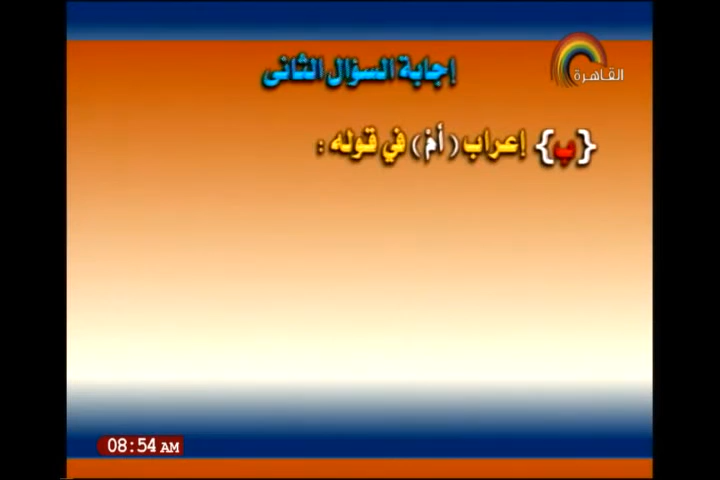 القاهرة
إجابة السؤال الثانى
{ب} إعراب (أمْ) في قوله :
08:54 AM